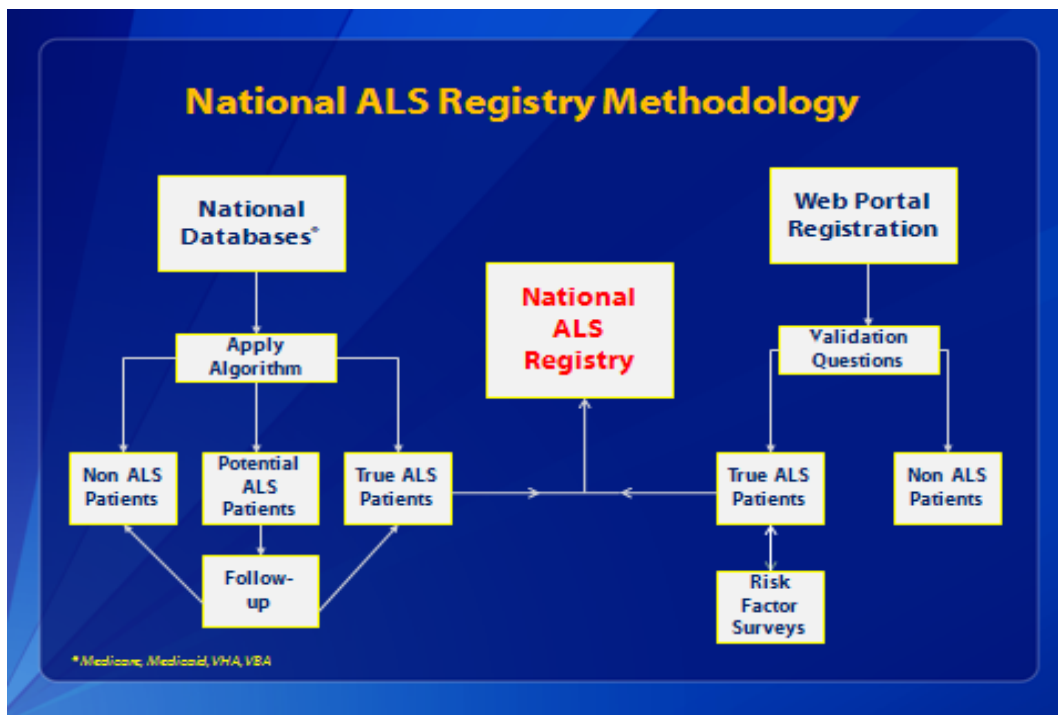 National ALS Registry Methodology
National
Databases*
Web Portal
Registration
National
ALS
Registry
Apply
Algorithm
Validation
Questions
Non ALS
Patients
Potential
ALS
Patients
True ALS
Patients
True ALS
Patients
Non ALS
Patients
Follow-
up
Risk
Factor
Surveys
* Medicare, Medicaid, VHA, VBA